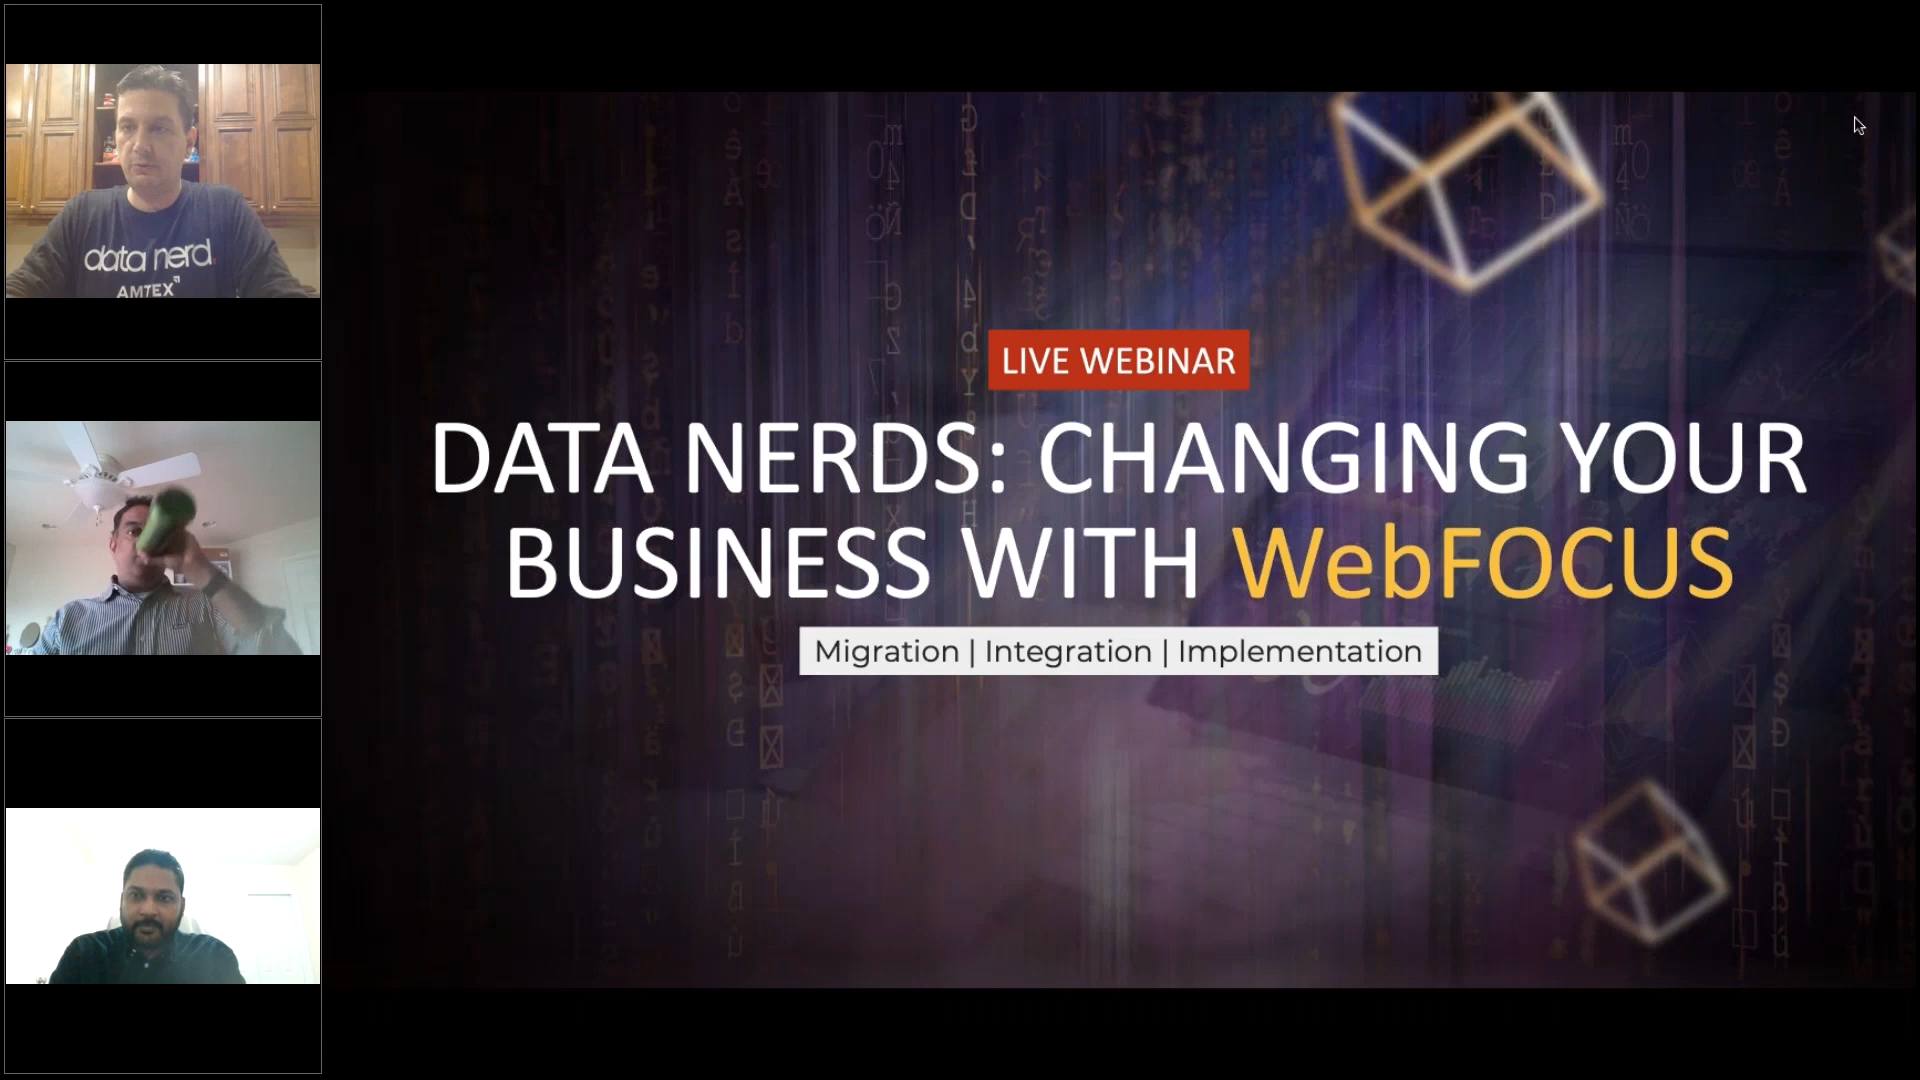 data nerd.
AMTEX
LIVE WEBINAR
DATA NERDS: CHANGING YOUR
BUSINESS WITH WebFOCUS
Migration | Integration | Implementation